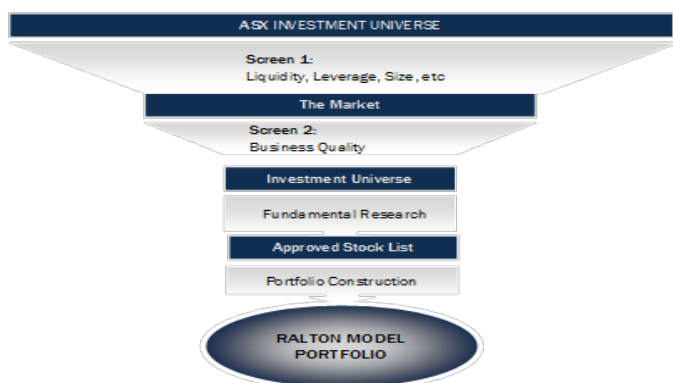 ASX INVESTMENT UNIVERSE
Screen 1:
Liquidity, Leverage, Size, etc
The Market
Screen 2:
Business Quality
Investment Universe
Fundamental Research
Approved Stock List
Portfolio Construction
RALTON MODEL
PORTFOLIO